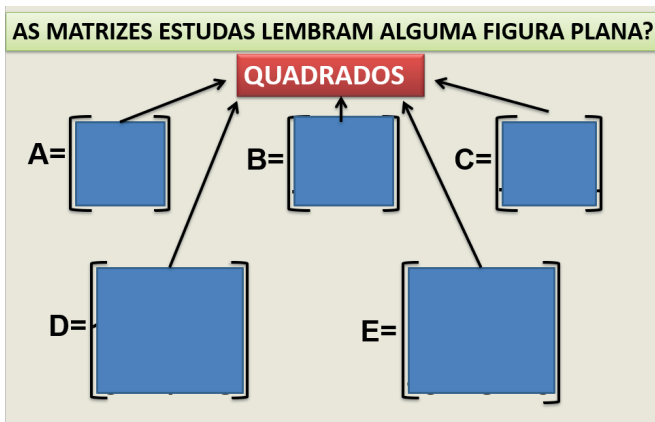 AS MATRIZES ESTUDAS LEMBRAM ALGUMA FIGURA PLANA?
QUADRADOS
A=
B=
C=
D=
E=